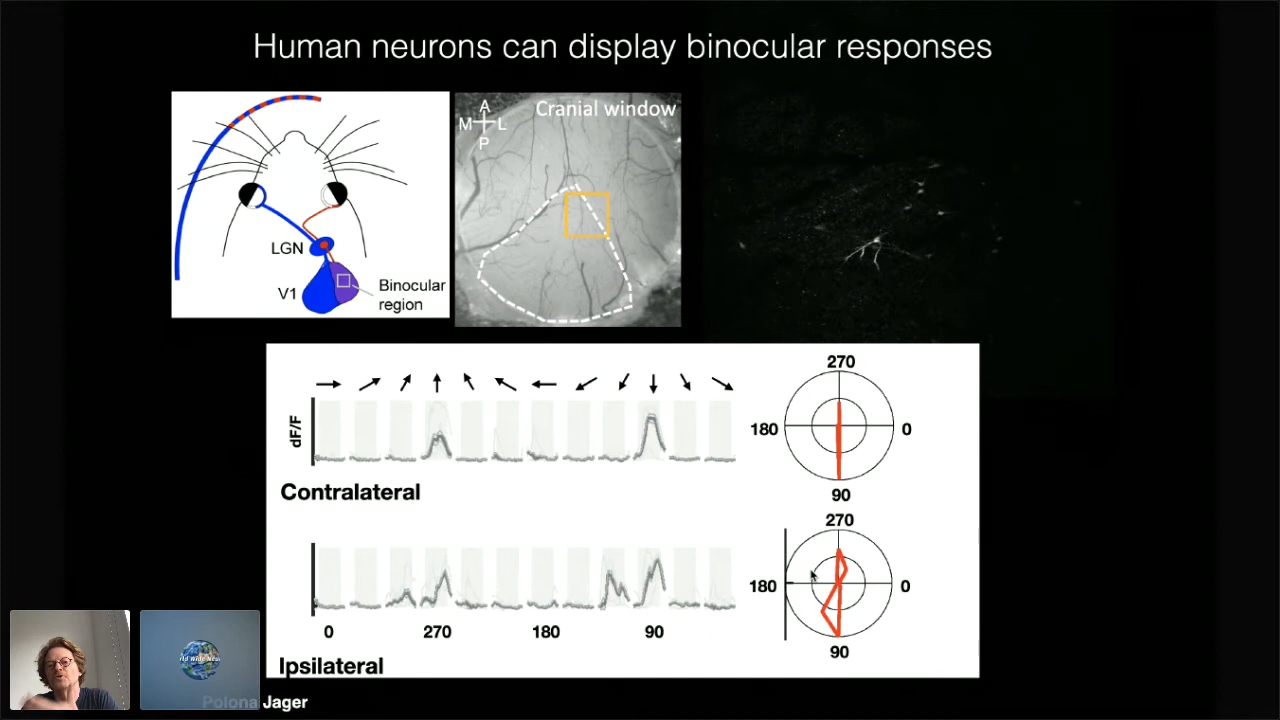 Human neurons can display binocular responses
LGN
V1
Binocular
region
Cranial window
A
M L
P
dF/F
Contralateral
270
180
0
90
270
180
0
90
0
270
180
90
Ipsilateral
Polona Jager